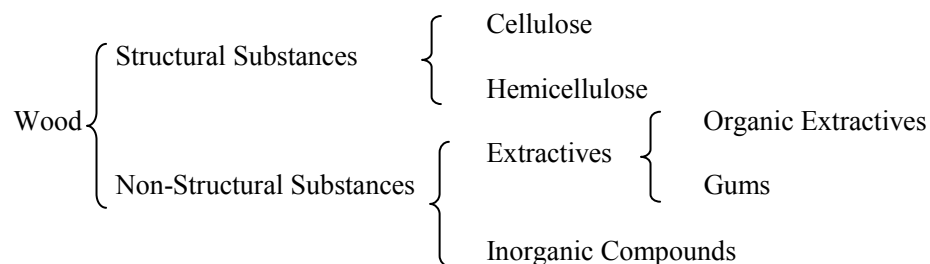 Cellulose
Structural Substances
Hemicellulose
Wood
Organic Extractives
Extractives
Non-Structural Substances
Gums
Inorganic Compounds